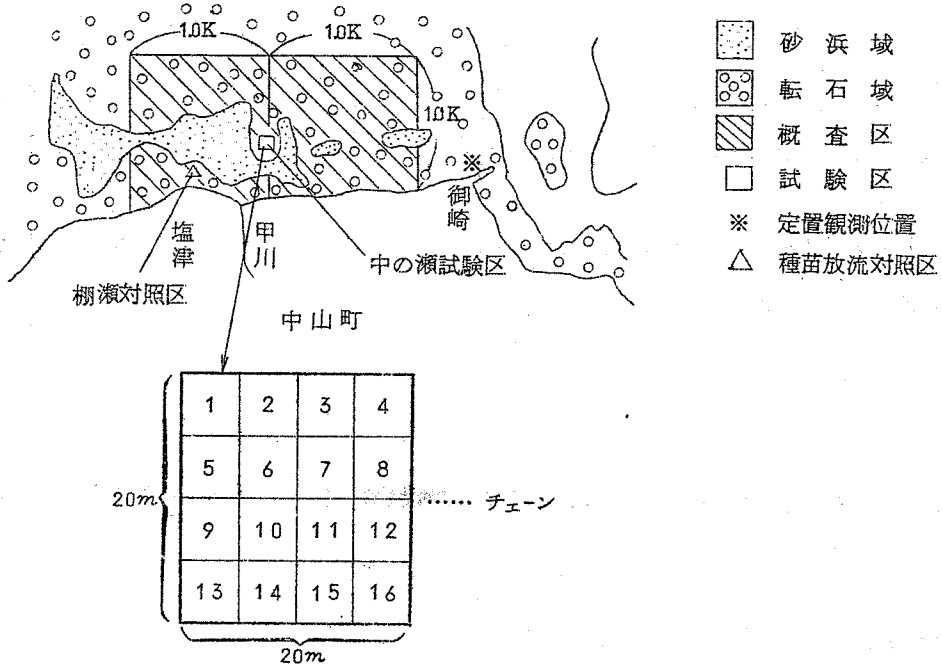 1.0K
1.0K
1.0K
砂浜域
転石域
概査区
試験区
※ 定置観測位置
△ 種苗放流対照区
※
御崎
塩津
甲川
中の瀬試験区
棚瀬対照区
中山町
1 2 3 4
5 6 7 8
9 10 11 12
13 14 15 16
20m
…… チェーン
20m